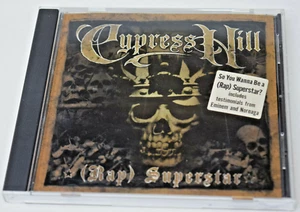 Cypress Hill
So You Wanna Be a
(Rap) Superstar?
includes
testimonials from
Eminem and Noreaga
(Rap) Superstar